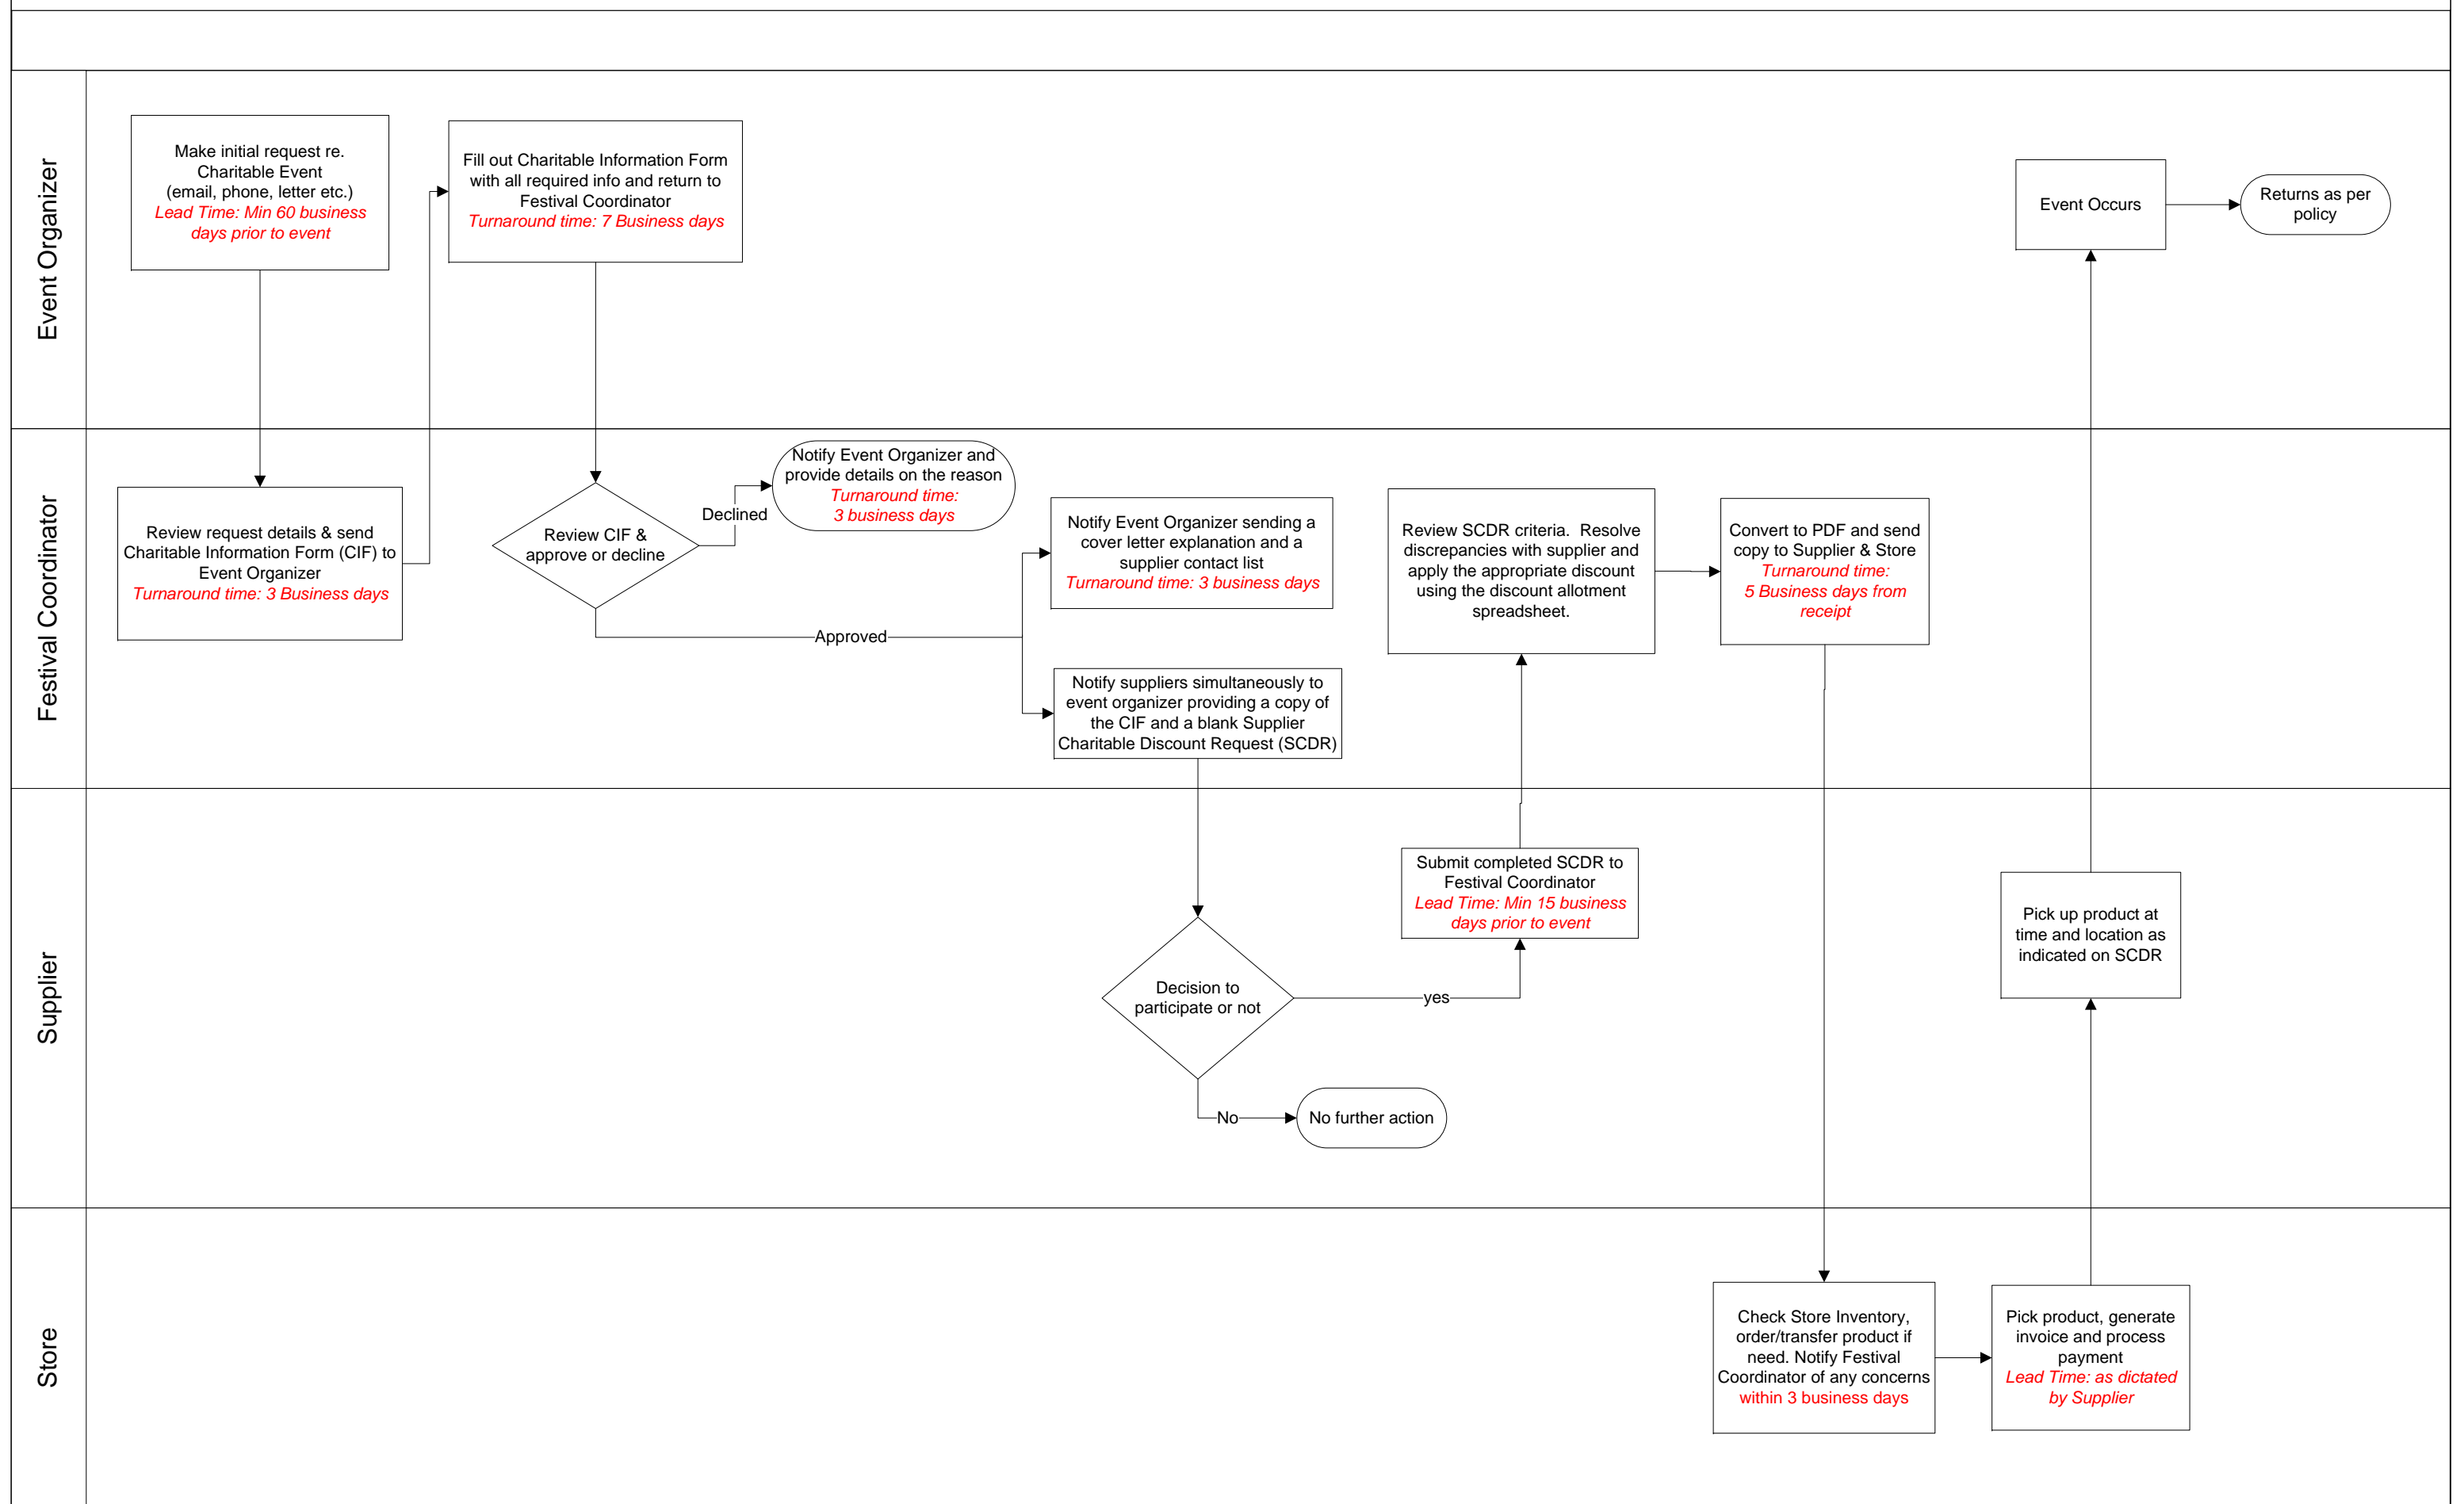 Event Organizer
Make initial request re.
Charitable Event
(email, phone, letter etc.)
Lead Time: Min 60 business
days prior to event
Fill out Charitable Information Form
with all required info and return to
Festival Coordinator
Turnaround time: 7 Business days
Event Occurs
Returns as per
policy
Festival Coordinator
Review request details & send
Charitable Information Form (CIF) to
Event Organizer
Turnaround time: 3 Business days
Review CIF &
approve or decline
Declined
Notify Event Organizer and
provide details on the reason
Turnaround time:
3 business days
Approved
Notify Event Organizer sending a
cover letter explanation and a
supplier contact list
Turnaround time: 3 business days
Notify suppliers simultaneously to
event organizer providing a copy of
the CIF and a blank Supplier
Charitable Discount Request (SCDR)
Review SCDR criteria.  Resolve
discrepancies with supplier and
apply the appropriate discount
using the discount allotment
spreadsheet.
Convert to PDF and send
copy to Supplier & Store
Turnaround time:
5 Business days from
receipt
Supplier
Decision to
participate or not
yes
No
No further action
Submit completed SCDR to
Festival Coordinator
Lead Time: Min 15 business
days prior to event
Pick up product at
time and location as
indicated on SCDR
Store
Check Store Inventory,
order/transfer product if
need. Notify Festival
Coordinator of any concerns
within 3 business days
Pick product, generate
invoice and process
payment
Lead Time: as dictated
by Supplier